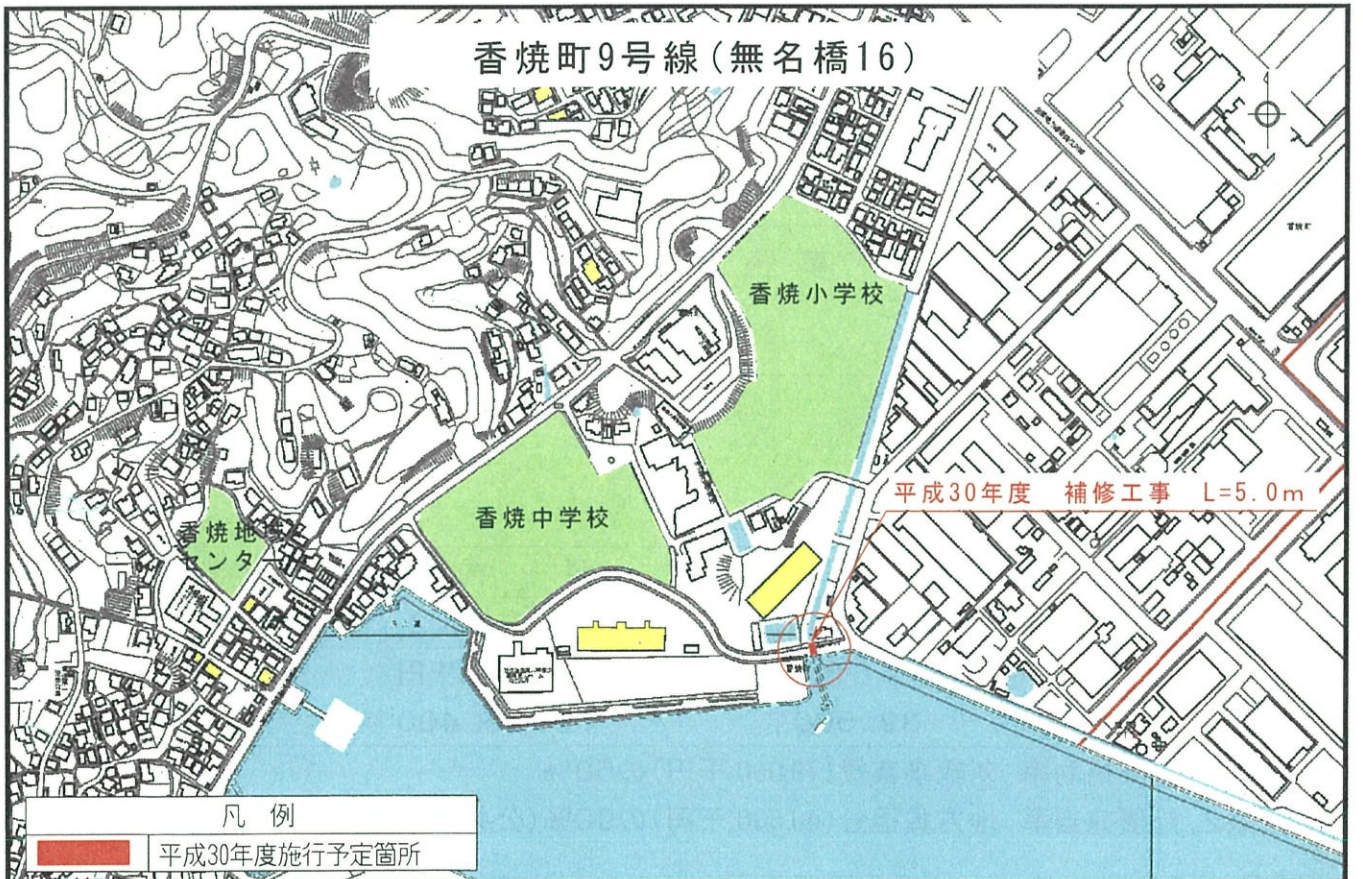 香焼町9号線(無名橋16)
香焼小学校
平成30年度 補修工事 L=5.0m
香焼中学校
香焼地域
センター
凡例
平成30年度施行予定箇所